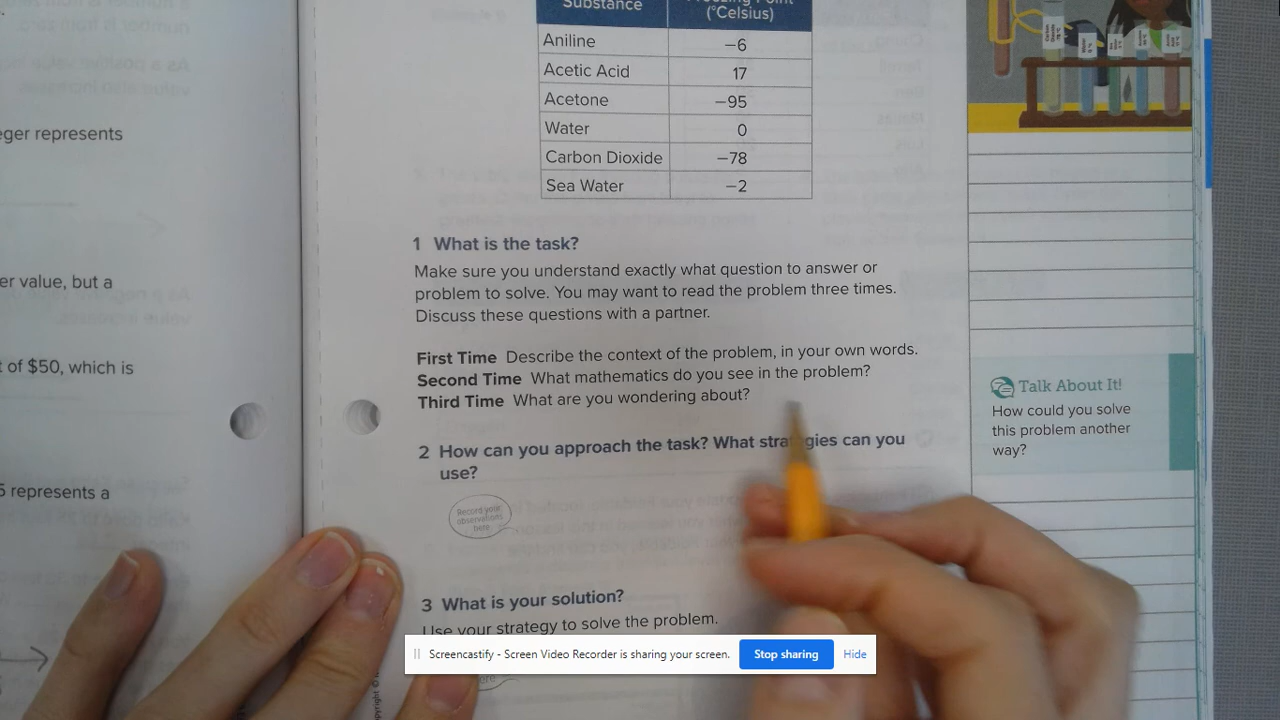 Substance
(°Celsius)
Aniline −6
Acetic Acid 17
Acetone −95
Water 0
Carbon Dioxide −78
Sea Water −2
eger represents
er value, but a
t of $50, which is
5 represents a
1 What is the task?
Make sure you understand exactly what question to answer or
problem to solve. You may want to read the problem three times.
Discuss these questions with a partner.
First Time Describe the context of the problem, in your own words.
Second Time What mathematics do you see in the problem?
Third Time What are you wondering about?
2 How can you approach the task? What strategies can you
use?
Record your
observations
here
3 What is your solution?
Use your strategy to solve the problem.
Talk About It!
How could you solve
this problem another
way?
Screencastify - Screen Video Recorder is sharing your screen.
Stop sharing
Hide